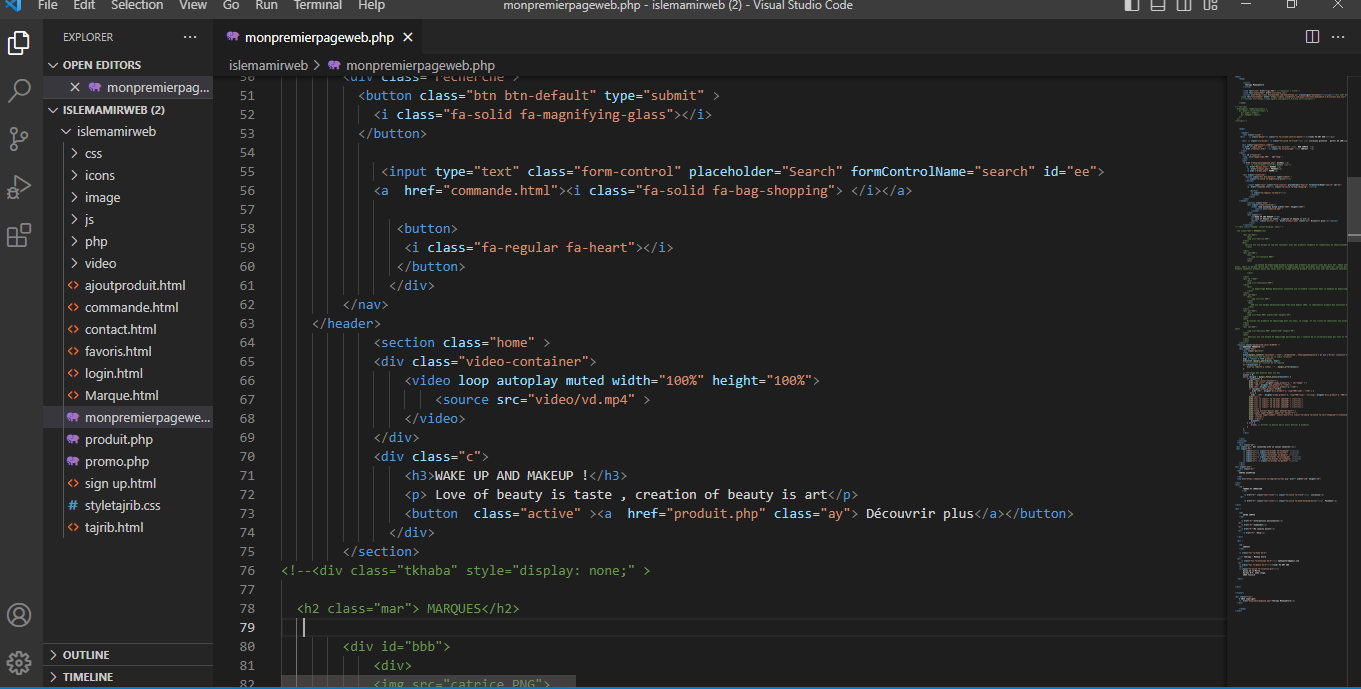 File Edit Selection View Go Run Terminal Help monpremierpageweb.php - islemamirweb (2) - Visual Studio Code
EXPLORER
monpremierpageweb.php
OPEN EDITORS
monpremierpag...
ISLEMAMIRWEB (2)
islemamirweb
css
icons
image
js
php
video
ajoutproduit.html
commande.html
contact.html
favoris.html
login.html
Marque.html
monpremierpagewe...
produit.php
promo.php
sign up.html
styletajrib.css
tajrib.html
OUTLINE
TIMELINE
islemamirweb > monpremierpageweb.php
50 <div class="recherche">
51 <button class="btn btn-default" type="submit" >
52 <i class="fa-solid fa-magnifying-glass"></i>
53 </button>
54
55 <input type="text" class="form-control" placeholder="Search" formControlName="search" id="ee">
56 <a  href="commande.html"><i class="fa-solid fa-bag-shopping"> </i></a>
57
58 <button>
59 <i class="fa-regular fa-heart"></i>
60 </button>
61 </div>
62 </nav>
63 </header>
64 <section class="home" >
65 <div class="video-container">
66 <video loop autoplay muted width="100%" height="100%">
67 <source src="video/vd.mp4" >
68 </video>
69 </div>
70 <div class="c">
71 <h3>WAKE UP AND MAKEUP !</h3>
72 <p> Love of beauty is taste , creation of beauty is art</p>
73 <button  class="active" ><a  href="produit.php" class="ay"> Découvrir plus</a></button>
74 </div>
75 </section>
76 <!--<div class="tkhaba" style="display: none;" >
77
78 <h2 class="mar"> MARQUES</h2>
79
80 <div id="bbb">
81 <div>
82 <img src="catrice.PNG">